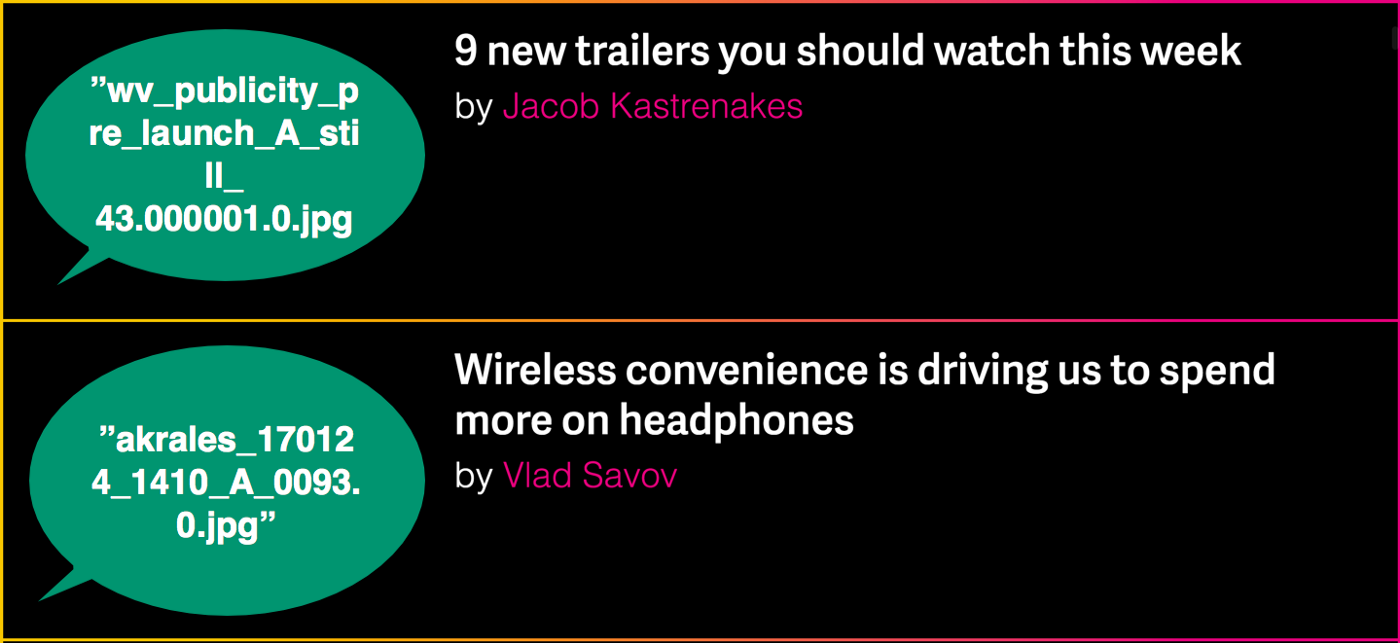 ”wv_publicity_p
re_launch_A_sti
ll_
43.000001.0.jpg
9 new trailers you should watch this week
by Jacob Kastrenakes
”akrales_17012
4_1410_A_0093.
0.jpg”
Wireless convenience is driving us to spend
more on headphones
by Vlad Savov